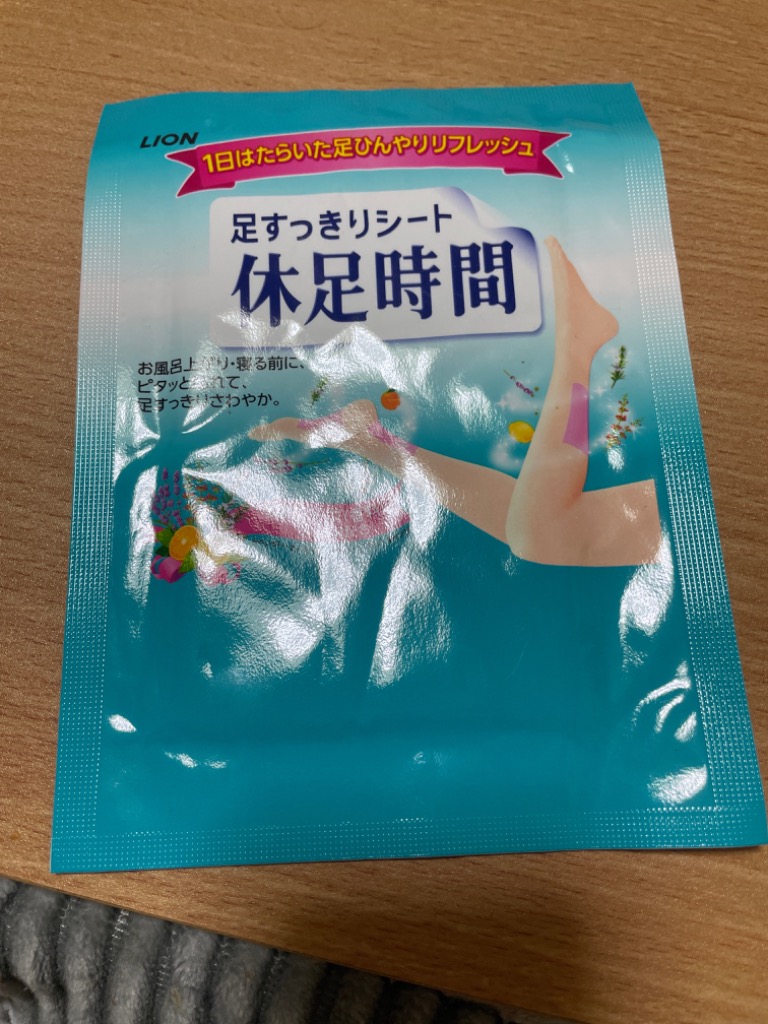 LION
1日はたらいた足ひんやりリフレッシュ
足すっきりシート
休足時間
お風呂上がり・寝る前に、
ピタッと
足すっきりさわやか。